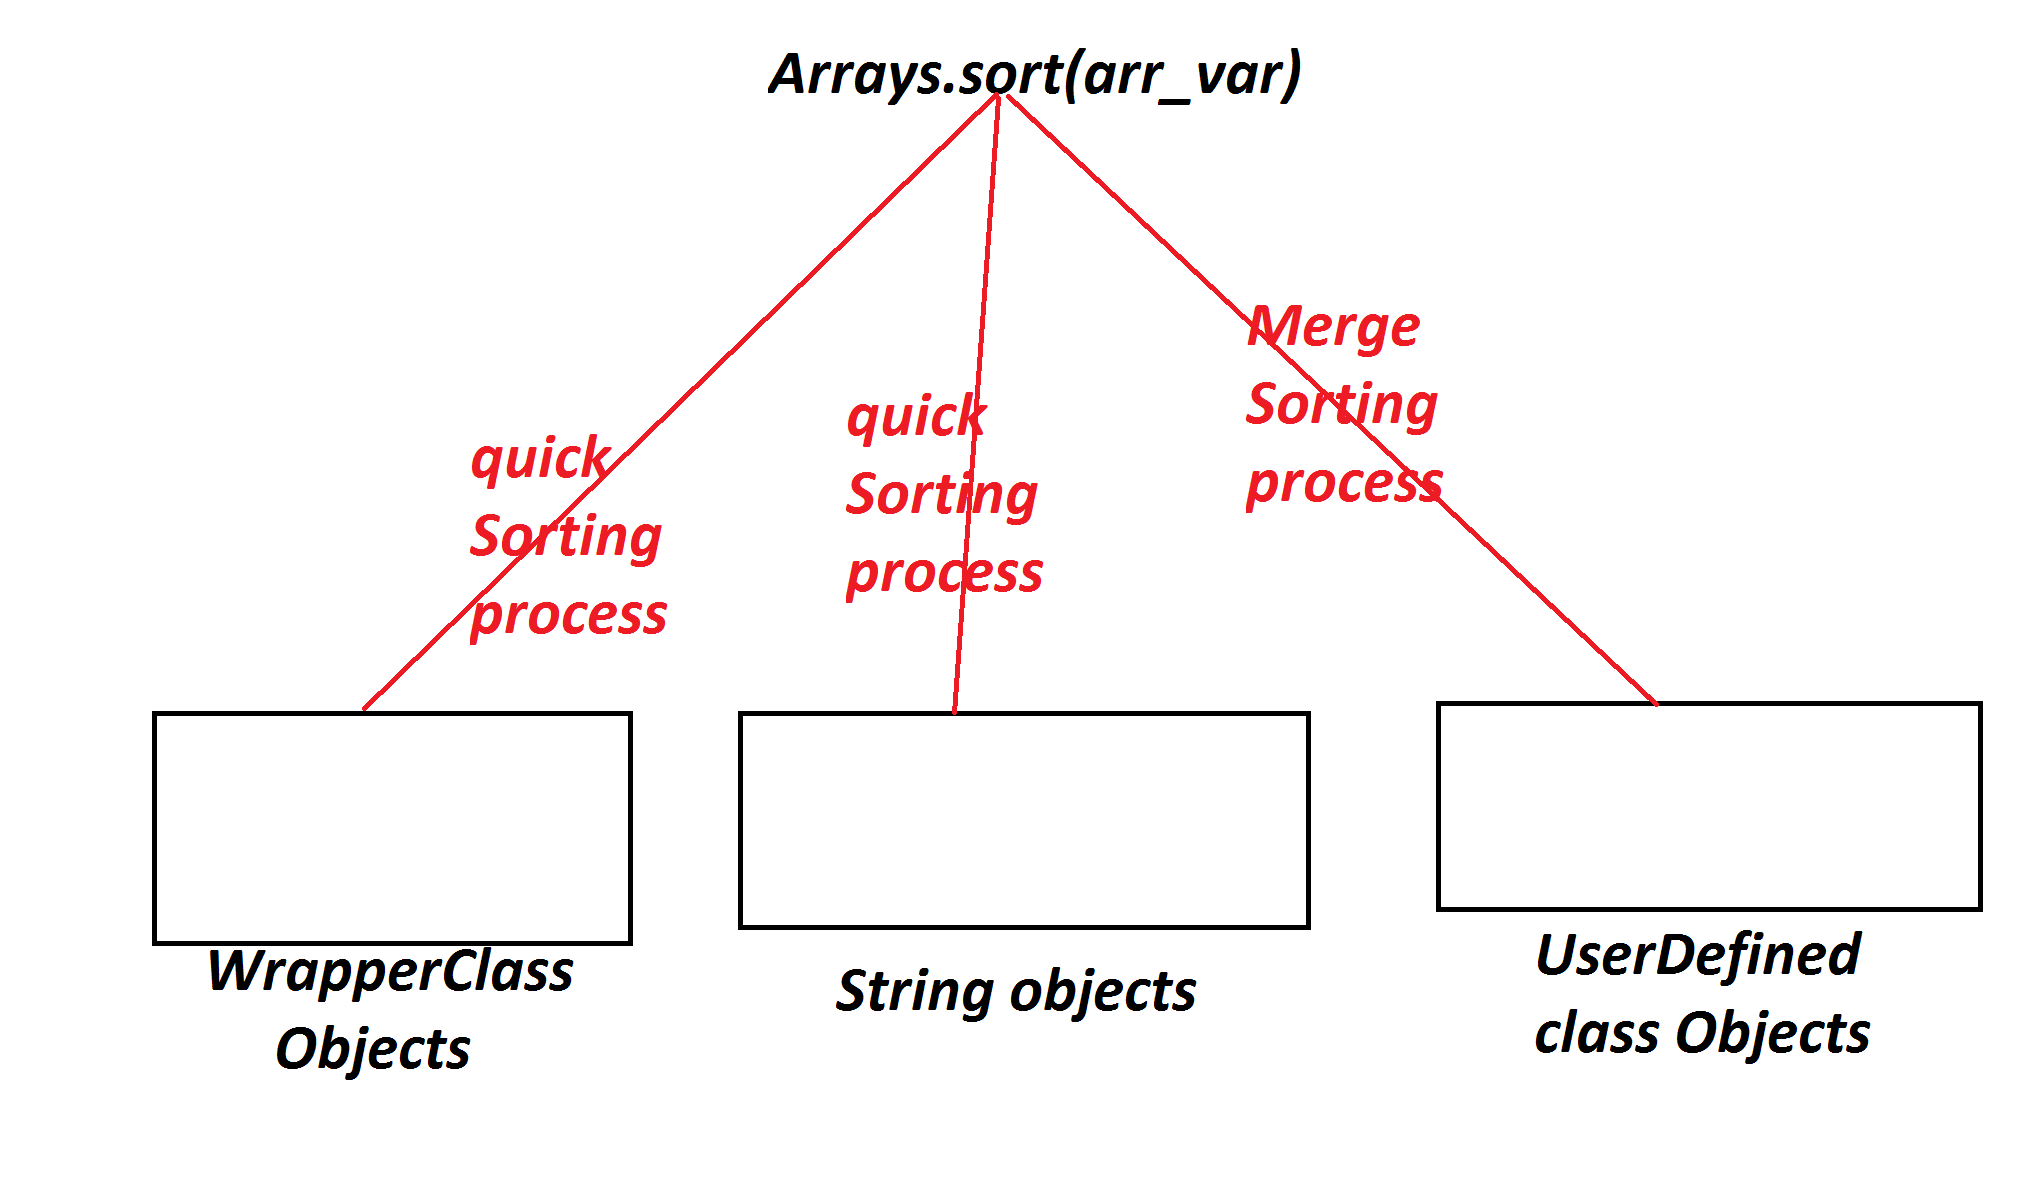 Arrays.sort(arr_var)
quick
Sorting
process
quick
Sorting
process
Merge
Sorting
process
WrapperClass
Objects
String objects
UserDefined
class Objects